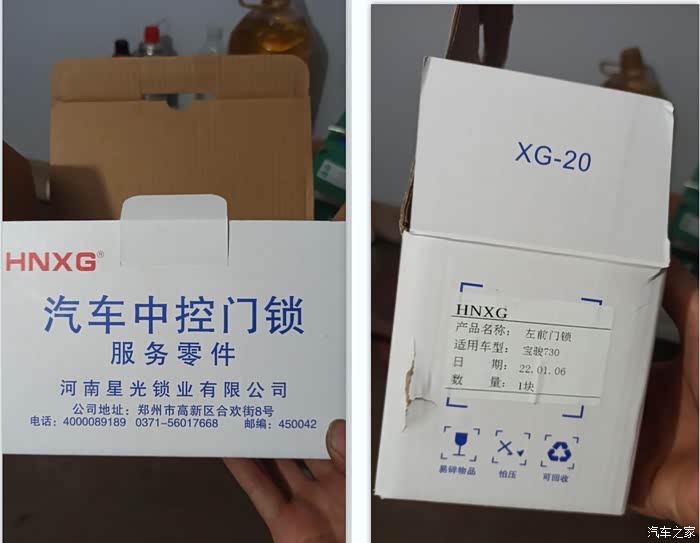 HNXG®
汽车中控门锁
服务零件
河南星光锁业有限公司
公司地址：郑州市高新区合欢街8号
电话：4000089189 0371-56017668 邮编：450042
XG-20
HNXG
产品名称： 左前门锁
适用车型： 宝骏730
日 期： 22.01.06
数 量： 1块
易碎物品 怕压 可回收
汽车之家